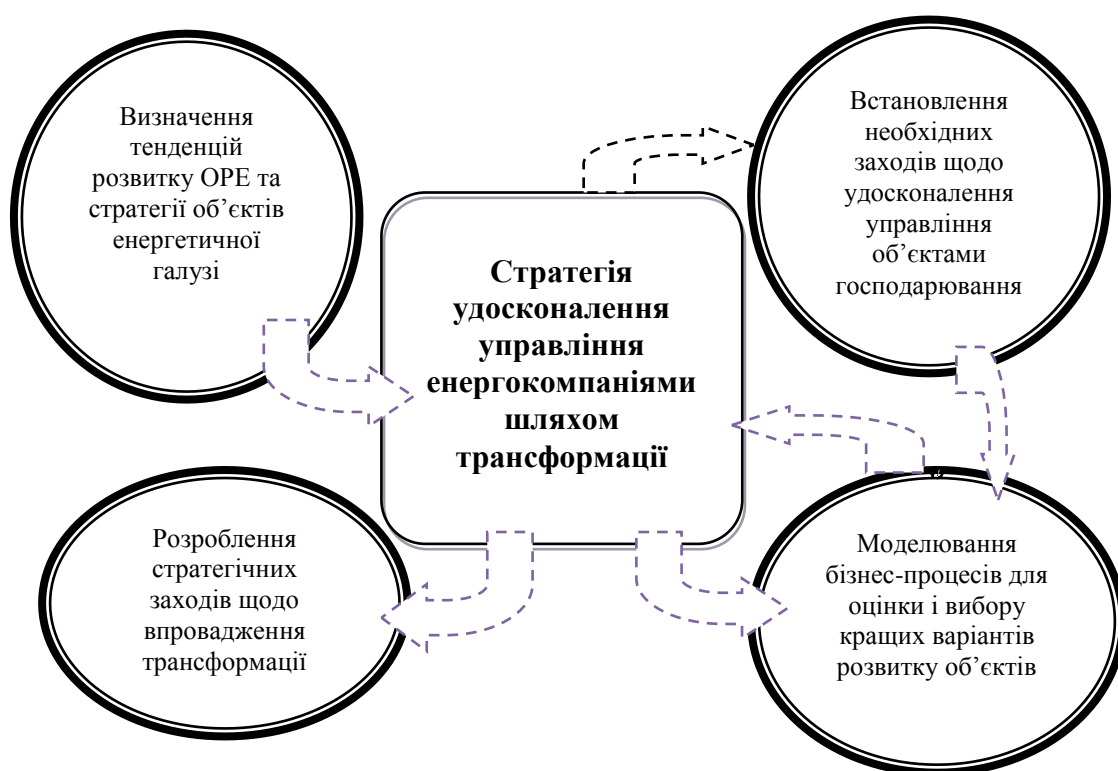 Визначення
тенденцій
розвитку ОРЕ та
стратегії об’єктів
енергетичної
галузі
Встановлення
необхідних
заходів щодо
удосконалення
управління
об’єктами
господарювання
Стратегія
удосконалення
управління
енергокомпаніями
шляхом
трансформації
Розроблення
стратегічних
заходів щодо
впровадження
трансформації
Моделювання
бізнес-процесів для
оцінки і вибору
кращих варіантів
розвитку об’єктів